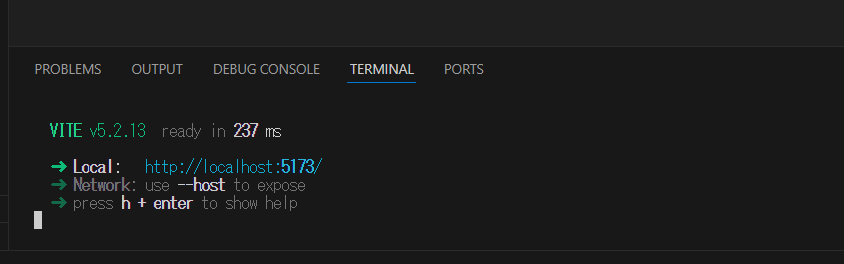 PROBLEMS OUTPUT DEBUG CONSOLE TERMINAL PORTS
VITE v5.2.13 ready in 237 ms
➜ Local: http://localhost:5173/
➜ Network: use --host to expose
➜ press h + enter to show help